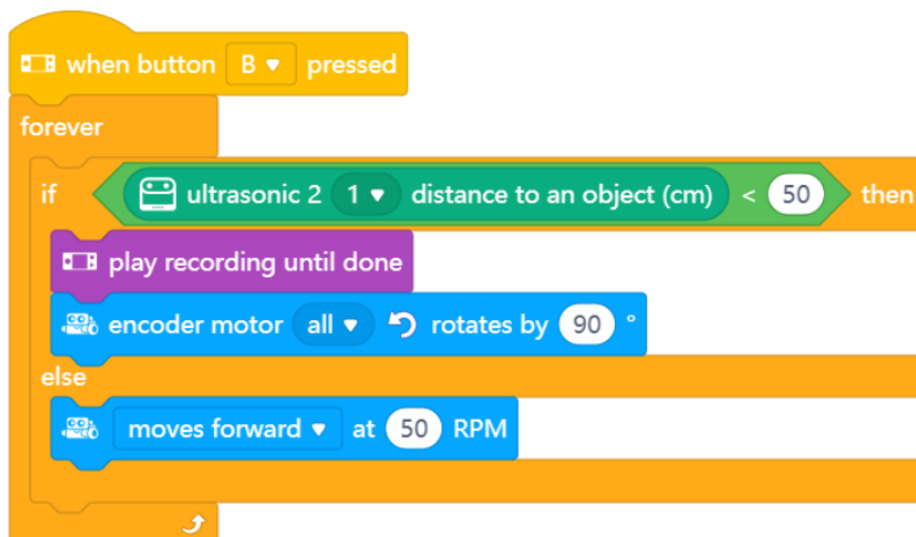 when button B pressed
forever
if ultrasonic 2 1 distance to an object (cm) < 50 then
play recording until done
encoder motor all rotates by 90 °
else
moves forward at 50 RPM